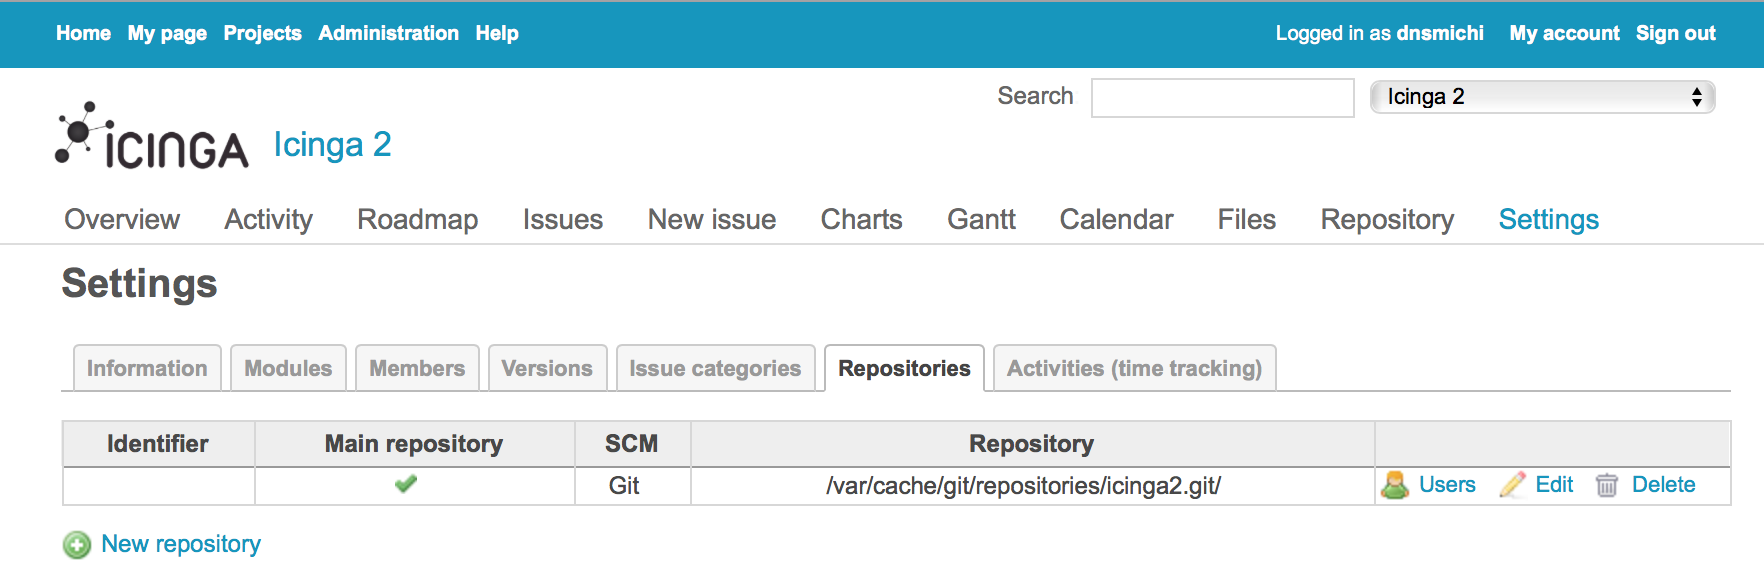 Home My page Projects Administration Help Logged in as dnsmichi My account Sign out
Search Icinga 2
ICINGA Icinga 2
Overview Activity Roadmap Issues New issue Charts Gantt Calendar Files Repository Settings
Settings
Information Modules Members Versions Issue categories Repositories Activities (time tracking)
Identifier Main repository SCM Repository
Git /var/cache/git/repositories/icinga2.git/ Users Edit Delete
New repository